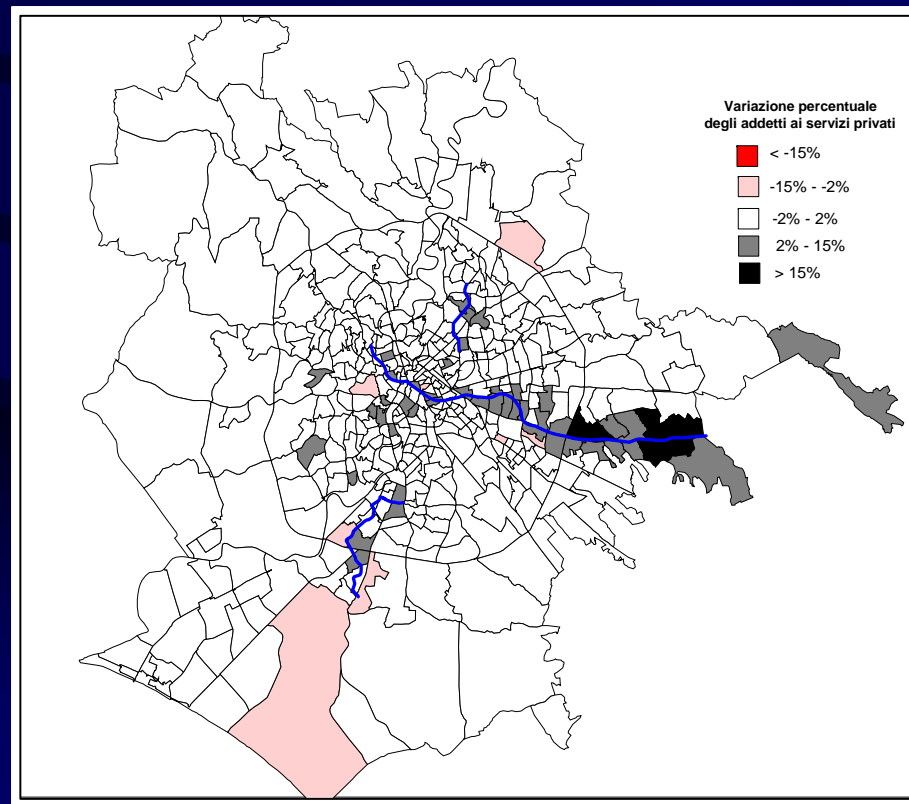 Variazione percentuale
degli addetti ai servizi privati
< -15%
-15% - -2%
-2% - 2%
2% - 15%
> 15%